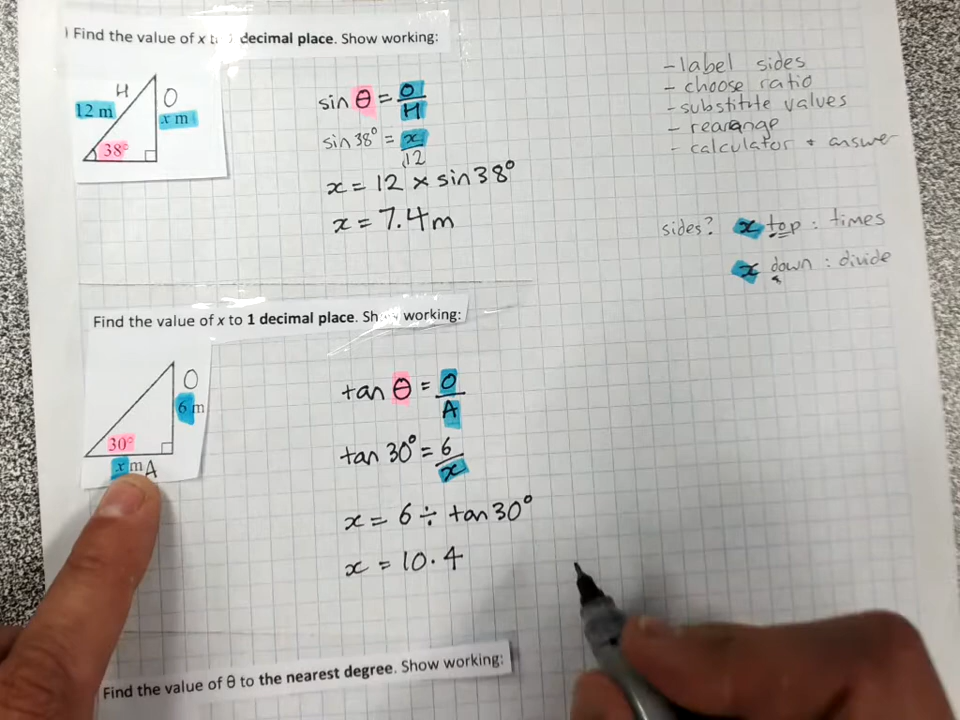 ) Find the value of x t decimal place. Show working:
H
O
12 m
x m
38°
sin θ = O/H
sin 38° = x/12
x = 12 × sin 38°
x = 7.4m
- label sides
- choose ratio
- substitute values
- rearange
- calculator + answer
sides? x top : times
x down : divide
Find the value of x to 1 decimal place. Show working:
O
6 m
30°
x m A
tan θ = O/A
tan 30° = 6/x
x = 6 ÷ tan 30°
x = 10.4
Find the value of θ to the nearest degree. Show working: